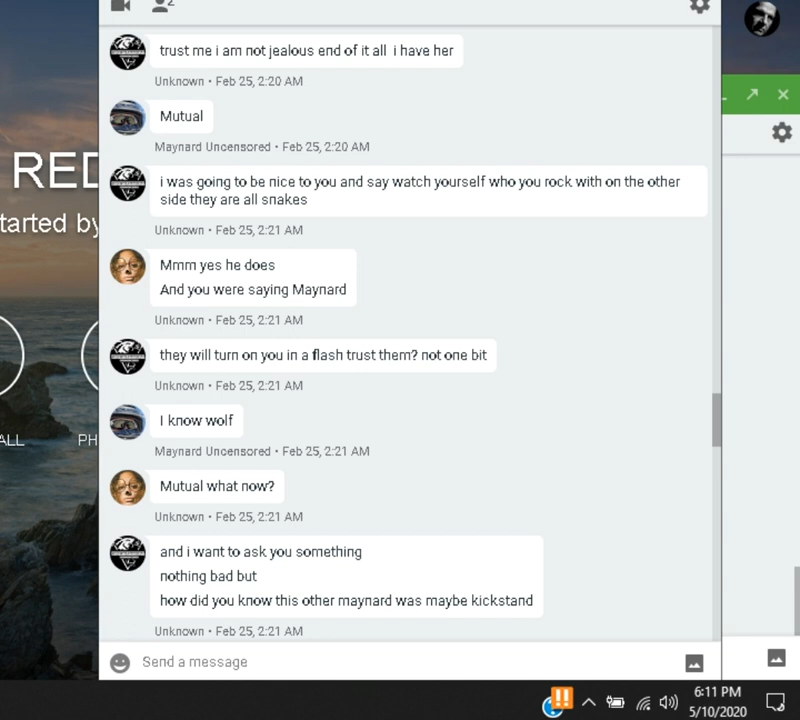 2
trust me i am not jealous end of it all i have her
Unknown • Feb 25, 2:20 AM
Mutual
Maynard Uncensored • Feb 25, 2:20 AM
i was going to be nice to you and say watch yourself who you rock with on the other
side they are all snakes
Unknown • Feb 25, 2:21 AM
Mmm yes he does
And you were saying Maynard
Unknown • Feb 25, 2:21 AM
they will turn on you in a flash trust them? not one bit
Unknown • Feb 25, 2:21 AM
I know wolf
Maynard Uncensored • Feb 25, 2:21 AM
Mutual what now?
Unknown • Feb 25, 2:21 AM
and i want to ask you something
nothing bad but
how did you know this other maynard was maybe kickstand
Unknown • Feb 25, 2:21 AM
Send a message
RED
tarted by
ALL
PH
6:11 PM
5/10/2020